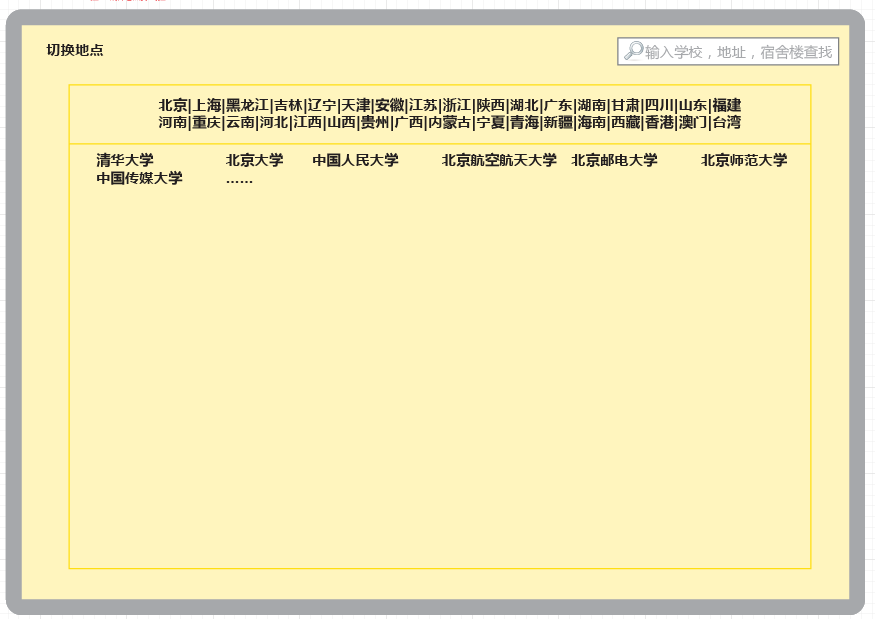 切换地点
输入学校，地址，宿舍楼查找
北京|上海|黑龙江|吉林|辽宁|天津|安徽|江苏|浙江|陕西|湖北|广东|湖南|甘肃|四川|山东|福建
河南|重庆|云南|河北|江西|山西|贵州|广西|内蒙古|宁夏|青海|新疆|海南|西藏|香港|澳门|台湾
清华大学 北京大学 中国人民大学 北京航空航天大学 北京邮电大学 北京师范大学
中国传媒大学 ......